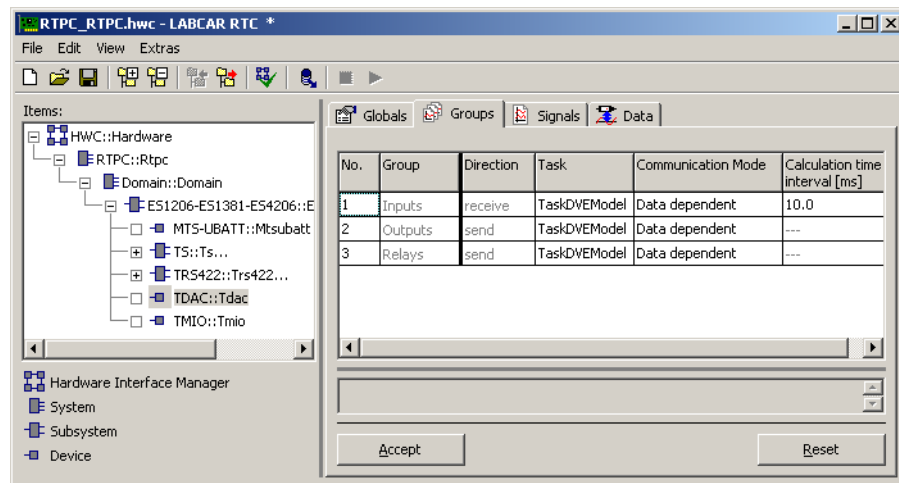 RTPC_RTPC.hwc - LABCAR RTC *
File Edit View Extras
Items:
HWC::Hardware
RTPC::Rtpc
Domain::Domain
ES1206-ES1381-ES4206::E
MTS-UBATT::Mtsubatt
TS::Ts...
TRS422::Trs422...
TDAC::Tdac
TMIO::Tmio
Hardware Interface Manager
System
Subsystem
Device
Globals Groups Signals Data
No. Group Direction Task Communication Mode Calculation time interval [ms]
1 Inputs receive TaskDVEModel Data dependent 10.0
2 Outputs send TaskDVEModel Data dependent ---
3 Relays send TaskDVEModel Data dependent ---
Accept Reset